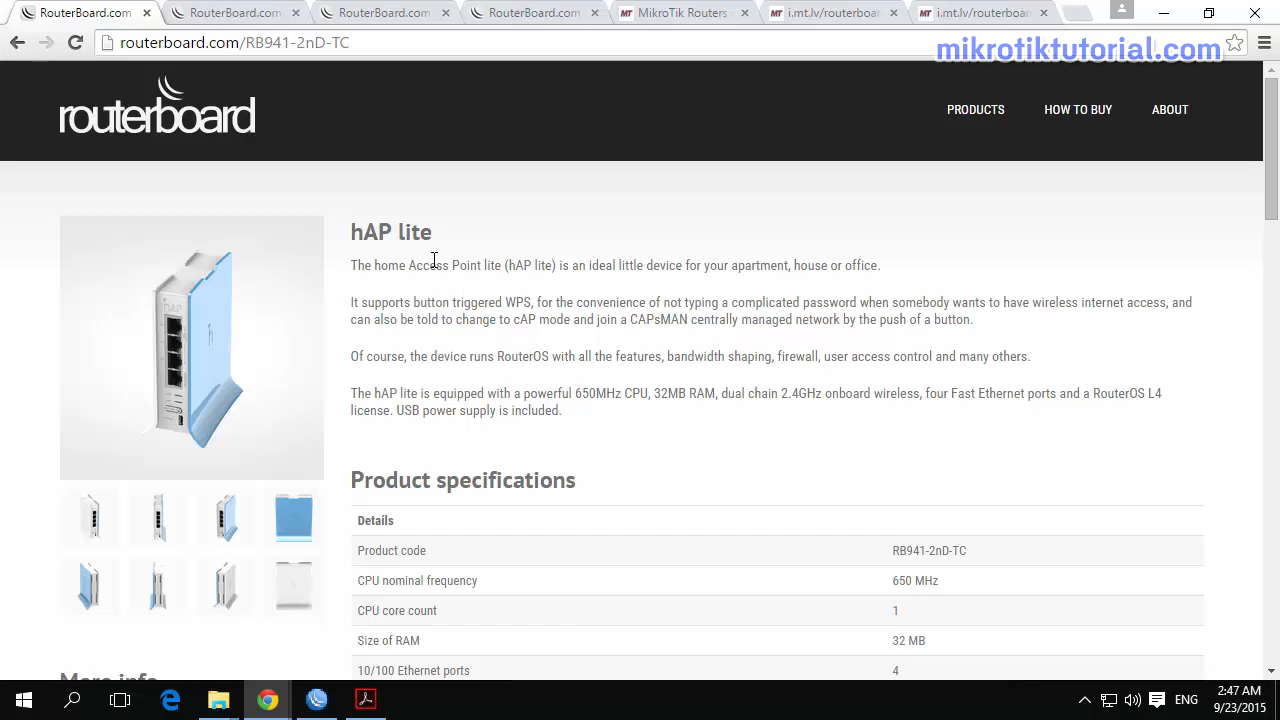 RouterBoard.com
RouterBoard.com
RouterBoard.com
RouterBoard.com
MikroTik Routers
i.mt.lv/routerboar
i.mt.lv/routerboar
routerboard.com/RB941-2nD-TC
mikrotiktutorial.com
routerboard
PRODUCTS
HOW TO BUY
ABOUT
hAP
hAP lite
The home Access Point lite (hAP lite) is an ideal little device for your apartment, house or office.
It supports button triggered WPS, for the convenience of not typing a complicated password when somebody wants to have wireless internet access, and
can also be told to change to cAP mode and join a CAPsMAN centrally managed network by the push of a button.
Of course, the device runs RouterOS with all the features, bandwidth shaping, firewall, user access control and many others.
The hAP lite is equipped with a powerful 650MHz CPU, 32MB RAM, dual chain 2.4GHz onboard wireless, four Fast Ethernet ports and a RouterOS L4
license. USB power supply is included.
Product specifications
Details
Product code RB941-2nD-TC
CPU nominal frequency 650 MHz
CPU core count 1
Size of RAM 32 MB
10/100 Ethernet ports 4
More info
ENG
2:47 AM
9/23/2015